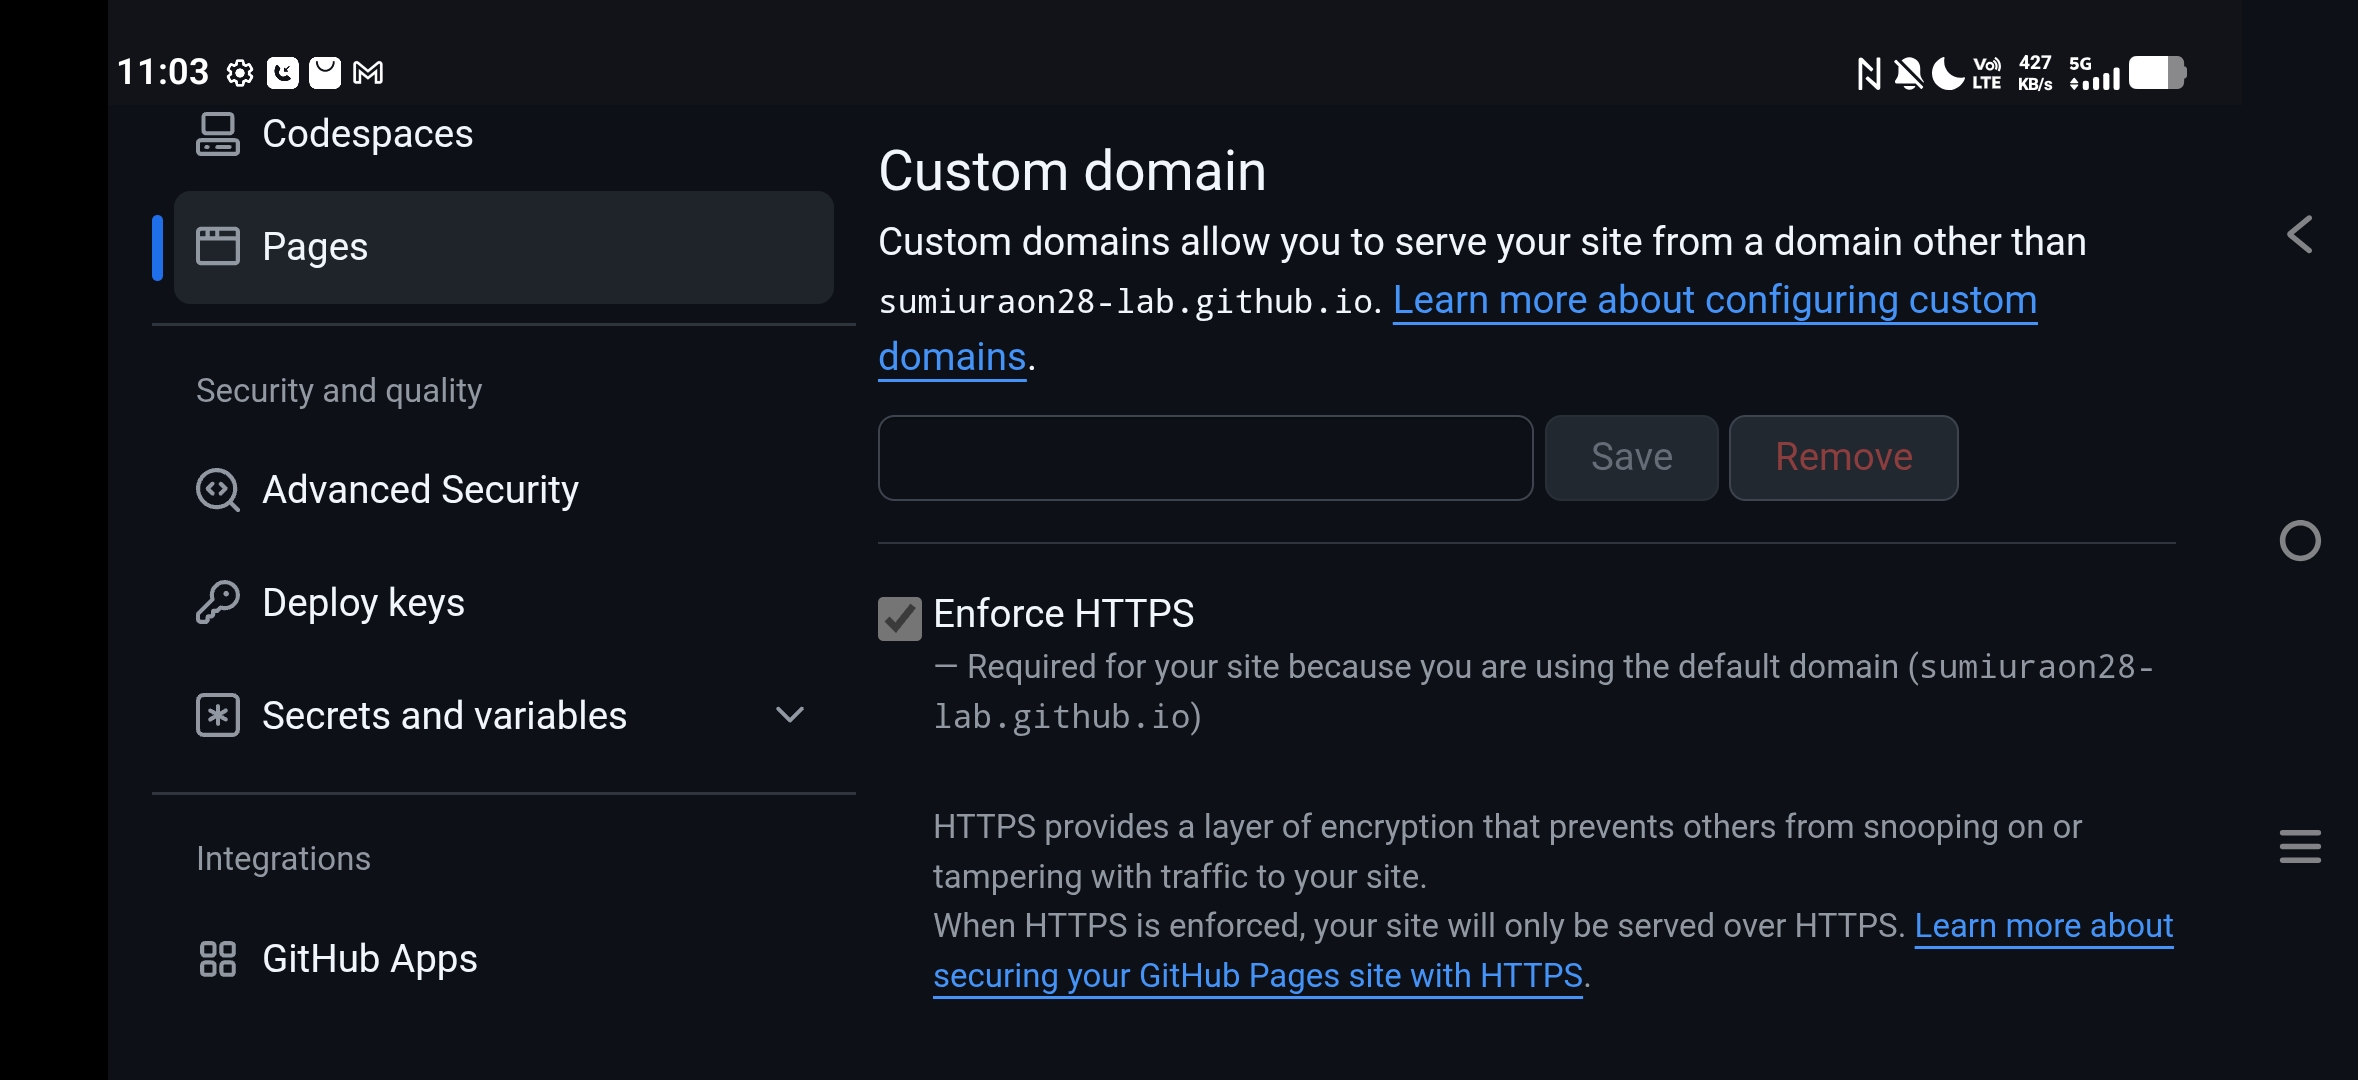 11:03
Vo) LTE
427 KB/s
5G
Codespaces
Pages
Security and quality
Advanced Security
Deploy keys
Secrets and variables
Integrations
GitHub Apps
Custom domain
Custom domains allow you to serve your site from a domain other than
sumiuraon28-lab.github.io. Learn more about configuring custom
domains.
Save
Remove
Enforce HTTPS
— Required for your site because you are using the default domain (sumiuraon28-
lab.github.io)
HTTPS provides a layer of encryption that prevents others from snooping on or
tampering with traffic to your site.
When HTTPS is enforced, your site will only be served over HTTPS. Learn more about
securing your GitHub Pages site with HTTPS.